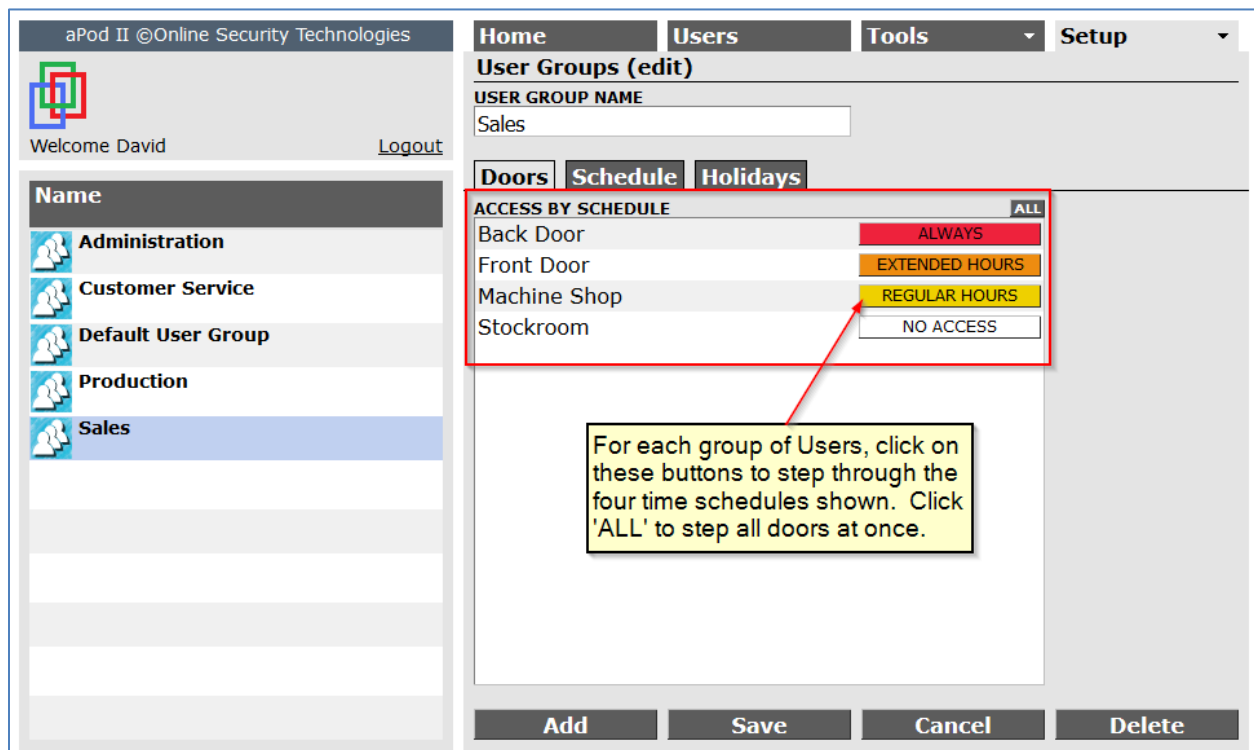 aPod II ©Online Security Technologies
Welcome David
Logout
Name
Administration
Customer Service
Default User Group
Production
Sales
Home
Users
Tools
Setup
User Groups (edit)
USER GROUP NAME
Sales
Doors
Schedule
Holidays
ACCESS BY SCHEDULE
ALL
Back Door
ALWAYS
Front Door
EXTENDED HOURS
Machine Shop
REGULAR HOURS
Stockroom
NO ACCESS
For each group of Users, click on
these buttons to step through the
four time schedules shown.  Click
'ALL' to step all doors at once.
Add
Save
Cancel
Delete